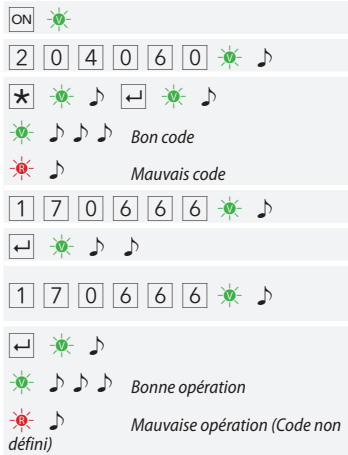 ON V
2 0 4 0 6 0 V ♪
* V ♪ ↵ V ♪
V ♪ ♪ ♪ Bon code
R ♪ Mauvais code
1 7 0 6 6 6 V ♪
↵ V ♪ ♪
1 7 0 6 6 6 V ♪
↵ V ♪
V ♪ ♪ ♪ Bonne opération
R ♪ Mauvaise opération (Code non
défini)